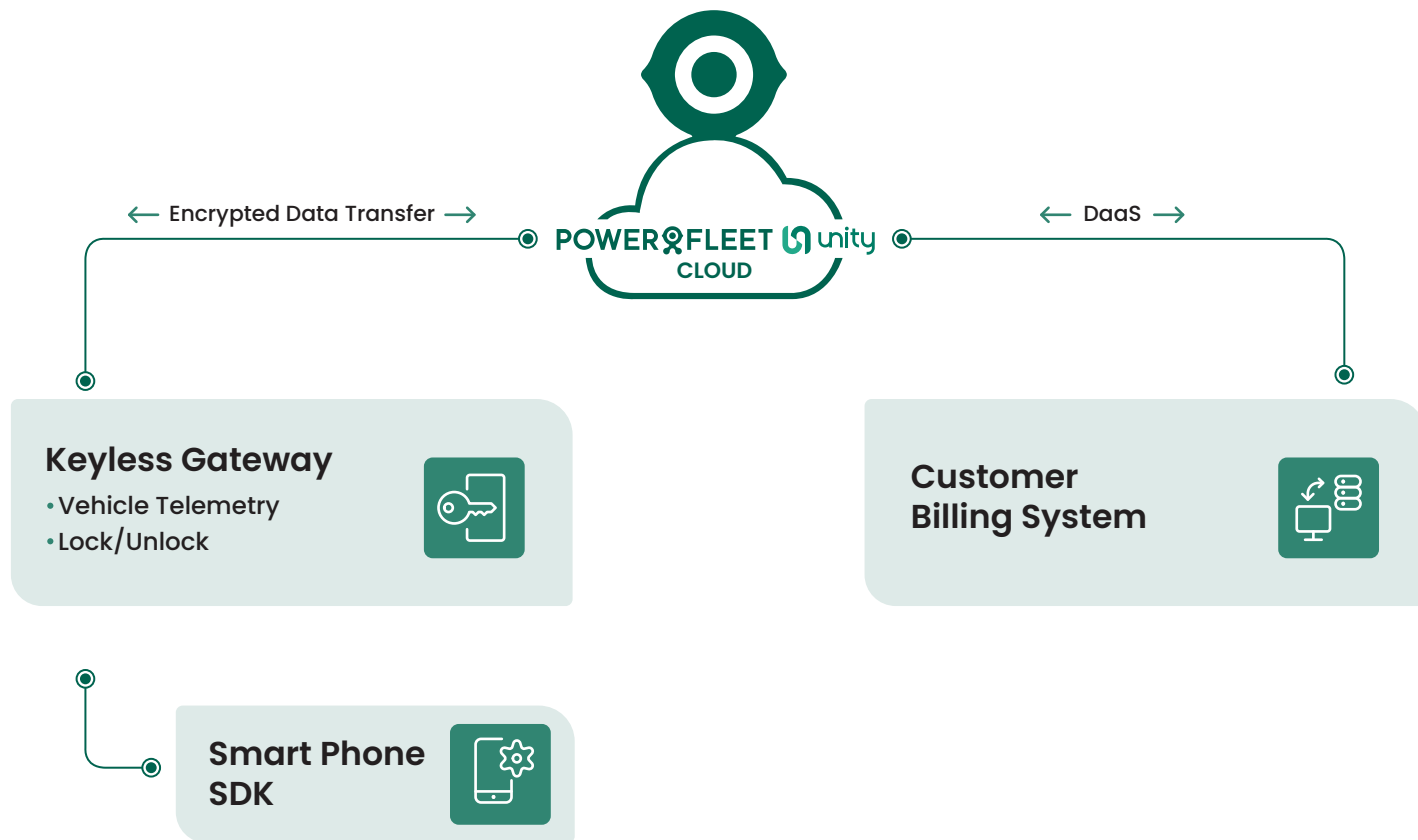 ← Encrypted Data Transfer →
← DaaS →
POWERFLEET unity
CLOUD
Keyless Gateway
• Vehicle Telemetry
• Lock/Unlock
Customer
Billing System
Smart Phone
SDK